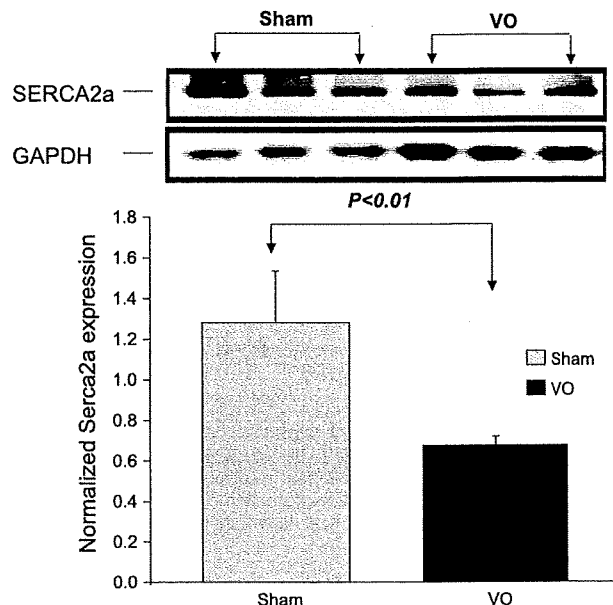 Sham VO
SERCA2a
GAPDH
P<0.01
Normalized Serca2a expression
1.8
1.6
1.4
1.2
1.0
0.8
0.6
0.4
0.2
0.0
Sham
VO
Sham VO